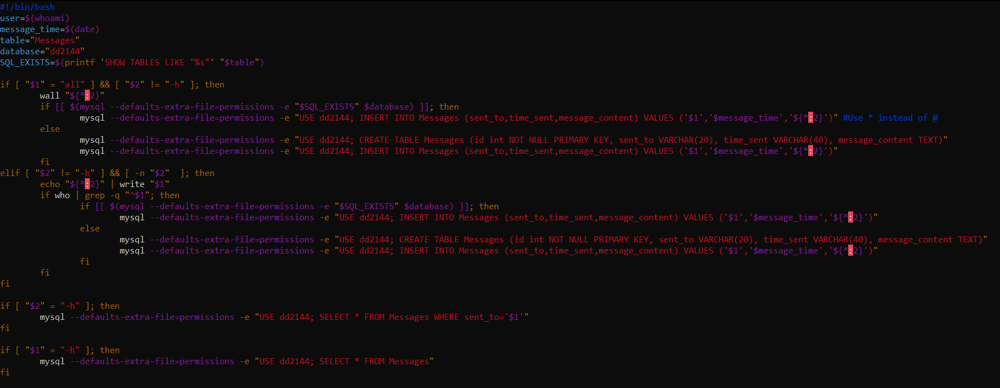 #!/bin/bash
user=$(whoami)
message_time=$(date)
table="Messages"
database="dd2144"
SQL_EXISTS=$(printf 'SHOW TABLES LIKE "%s"' "$table")

if [ "$1" = "all" ] && [ "$2" != "-h" ]; then
        wall "${*:2}"
        if [[ $(mysql --defaults-extra-file=permissions -e "$SQL_EXISTS" $database) ]]; then
                mysql --defaults-extra-file=permissions -e "USE dd2144; INSERT INTO Messages (sent_to,time_sent,message_content) VALUES ('$1','$message_time','${*:2}')" #Use * instead of @
        else
                mysql --defaults-extra-file=permissions -e "USE dd2144; CREATE TABLE Messages (id int NOT NULL PRIMARY KEY, sent_to VARCHAR(20), time_sent VARCHAR(40), message_content TEXT)"
                mysql --defaults-extra-file=permissions -e "USE dd2144; INSERT INTO Messages (sent_to,time_sent,message_content) VALUES ('$1','$message_time','${*:2}')"
        fi
elif [ "$2" != "-h" ] && [ -n "$2"  ]; then
        echo "${*:2}" | write "$1"
        if who | grep -q "^$1"; then
                if [[ $(mysql --defaults-extra-file=permissions -e "$SQL_EXISTS" $database) ]]; then
                        mysql --defaults-extra-file=permissions -e "USE dd2144; INSERT INTO Messages (sent_to,time_sent,message_content) VALUES ('$1','$message_time','${*:2}')"
                else
                        mysql --defaults-extra-file=permissions -e "USE dd2144; CREATE TABLE Messages (id int NOT NULL PRIMARY KEY, sent_to VARCHAR(20), time_sent VARCHAR(40), message_content TEXT)"
                        mysql --defaults-extra-file=permissions -e "USE dd2144; INSERT INTO Messages (sent_to,time_sent,message_content) VALUES ('$1','$message_time','${*:2}')"
                fi
        fi
fi

if [ "$2" = "-h" ]; then
        mysql --defaults-extra-file=permissions -e "USE dd2144; SELECT * FROM Messages WHERE sent_to='$1'"
fi

if [ "$1" = "-h" ]; then
        mysql --defaults-extra-file=permissions -e "USE dd2144; SELECT * FROM Messages"
fi